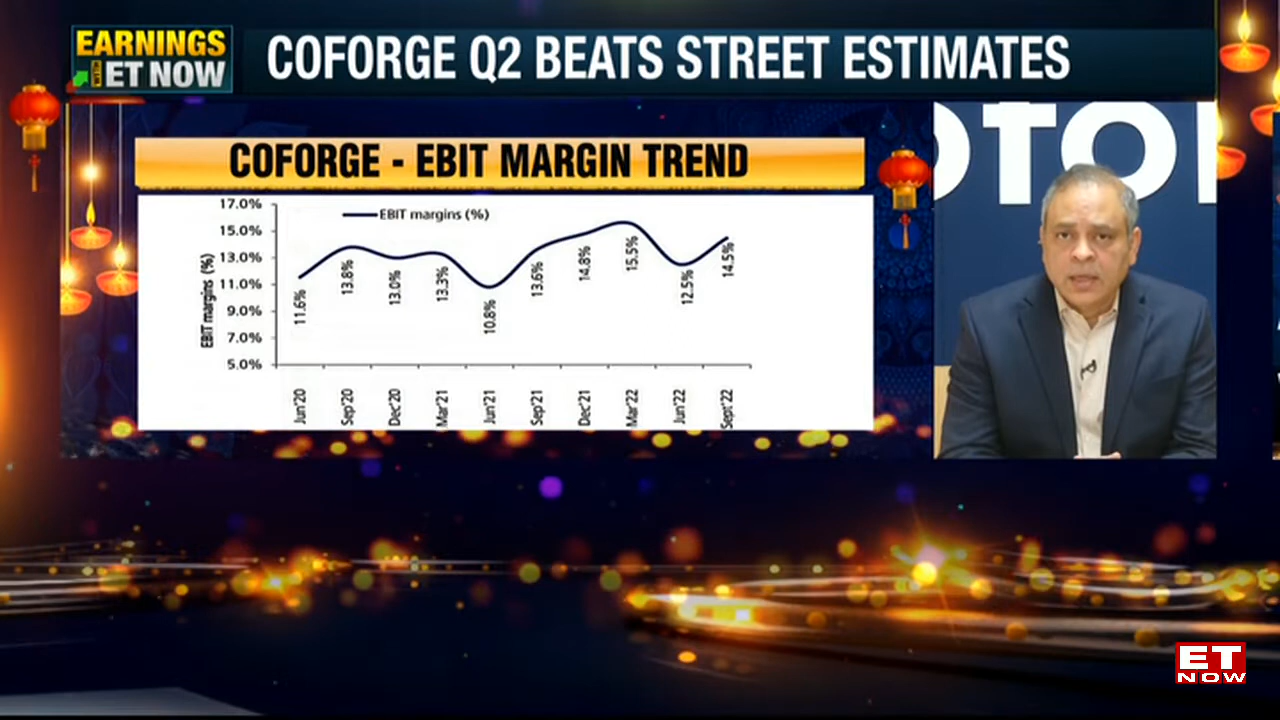 EARNINGS
WITH
ET NOW
COFORGE Q2 BEATS STREET ESTIMATES
COFORGE - EBIT MARGIN TREND
EBIT margins (%)
EBIT margins (%)
17.0%
15.0%
13.0%
11.0%
9.0%
7.0%
5.0%
11.6%
13.8%
13.0%
13.3%
10.8%
13.6%
14.8%
15.5%
12.5%
14.5%
Jun'20
Sep'20
Dec'20
Mar'21
Jun'21
Sep'21
Dec'21
Mar'22
Jun'22
Sept'22
ET
NOW